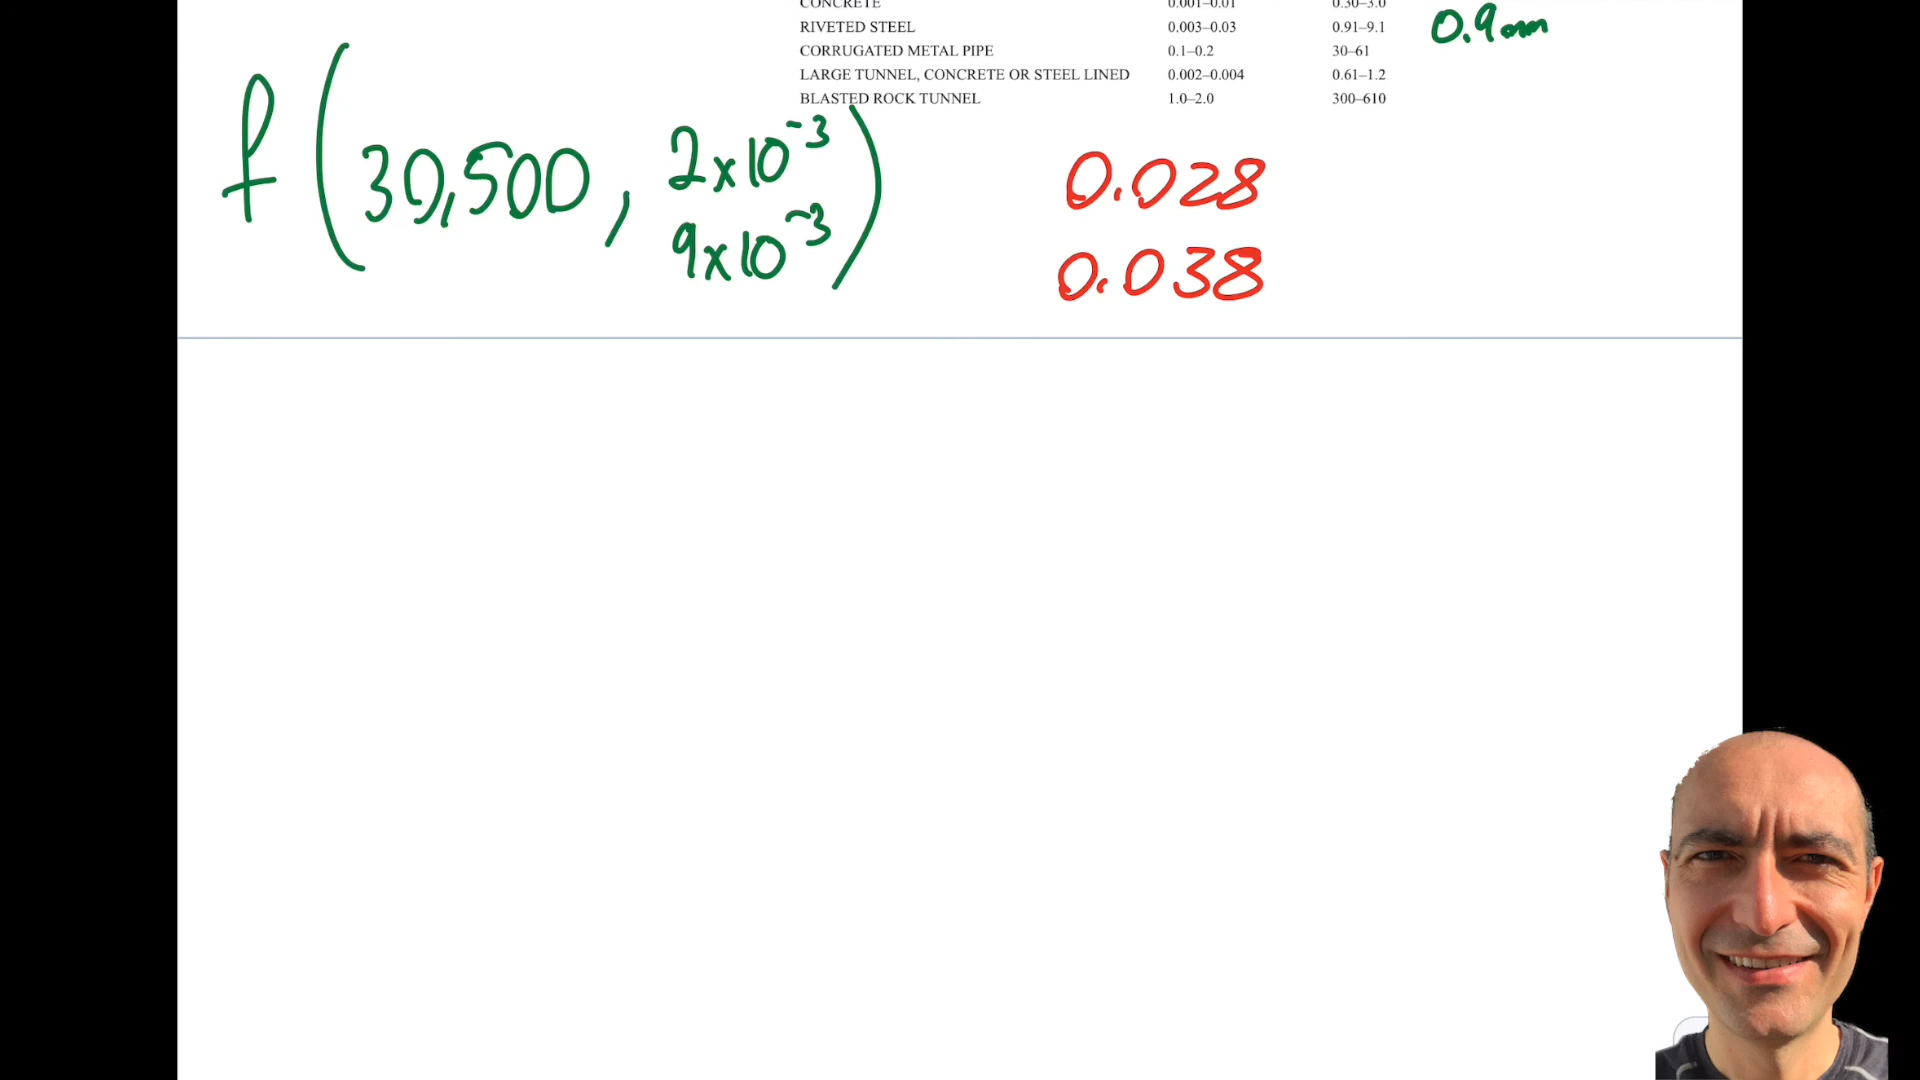 CONCRETE 0.001–0.01 0.30–3.0
RIVETED STEEL 0.003–0.03 0.91–9.1 0.9mm
CORRUGATED METAL PIPE 0.1–0.2 30–61
LARGE TUNNEL, CONCRETE OR STEEL LINED 0.002–0.004 0.61–1.2
BLASTED ROCK TUNNEL 1.0–2.0 300–610
f(30,500, 2x10⁻³ 0.028
9x10⁻³) 0.038